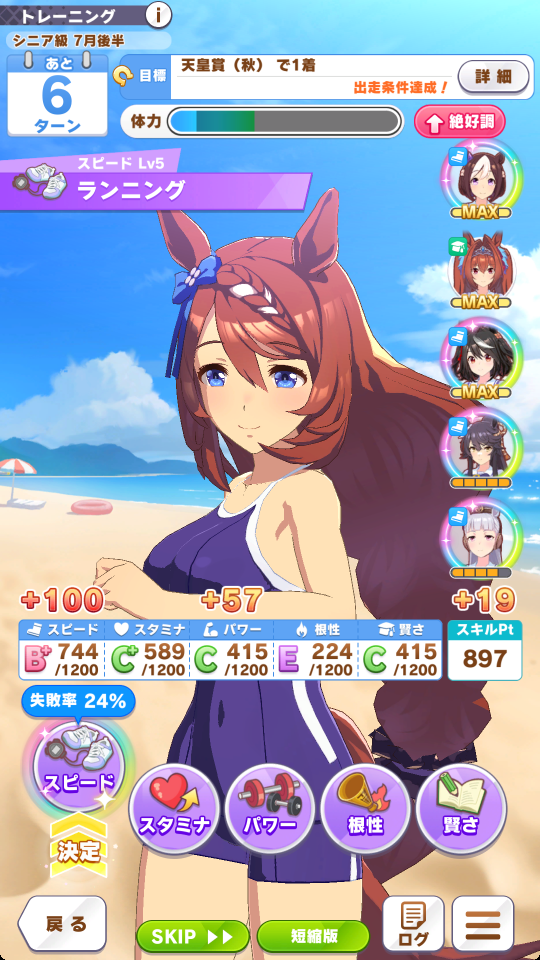 トレーニング
i
シニア級 7月後半
あと
6
ターン
目標
天皇賞（秋） で1着
出走条件達成！
詳細
体力
絶好調
スピード Lv5
ランニング
MAX
MAX
MAX
+100
+57
+19
スピード
スタミナ
パワー
根性
賢さ
スキルPt
B+ 744
/1200
C+ 589
/1200
C 415
/1200
E 224
/1200
C 415
/1200
897
失敗率 24%
スピード
スタミナ
パワー
根性
賢さ
決定
戻る
SKIP
短縮版
ログ